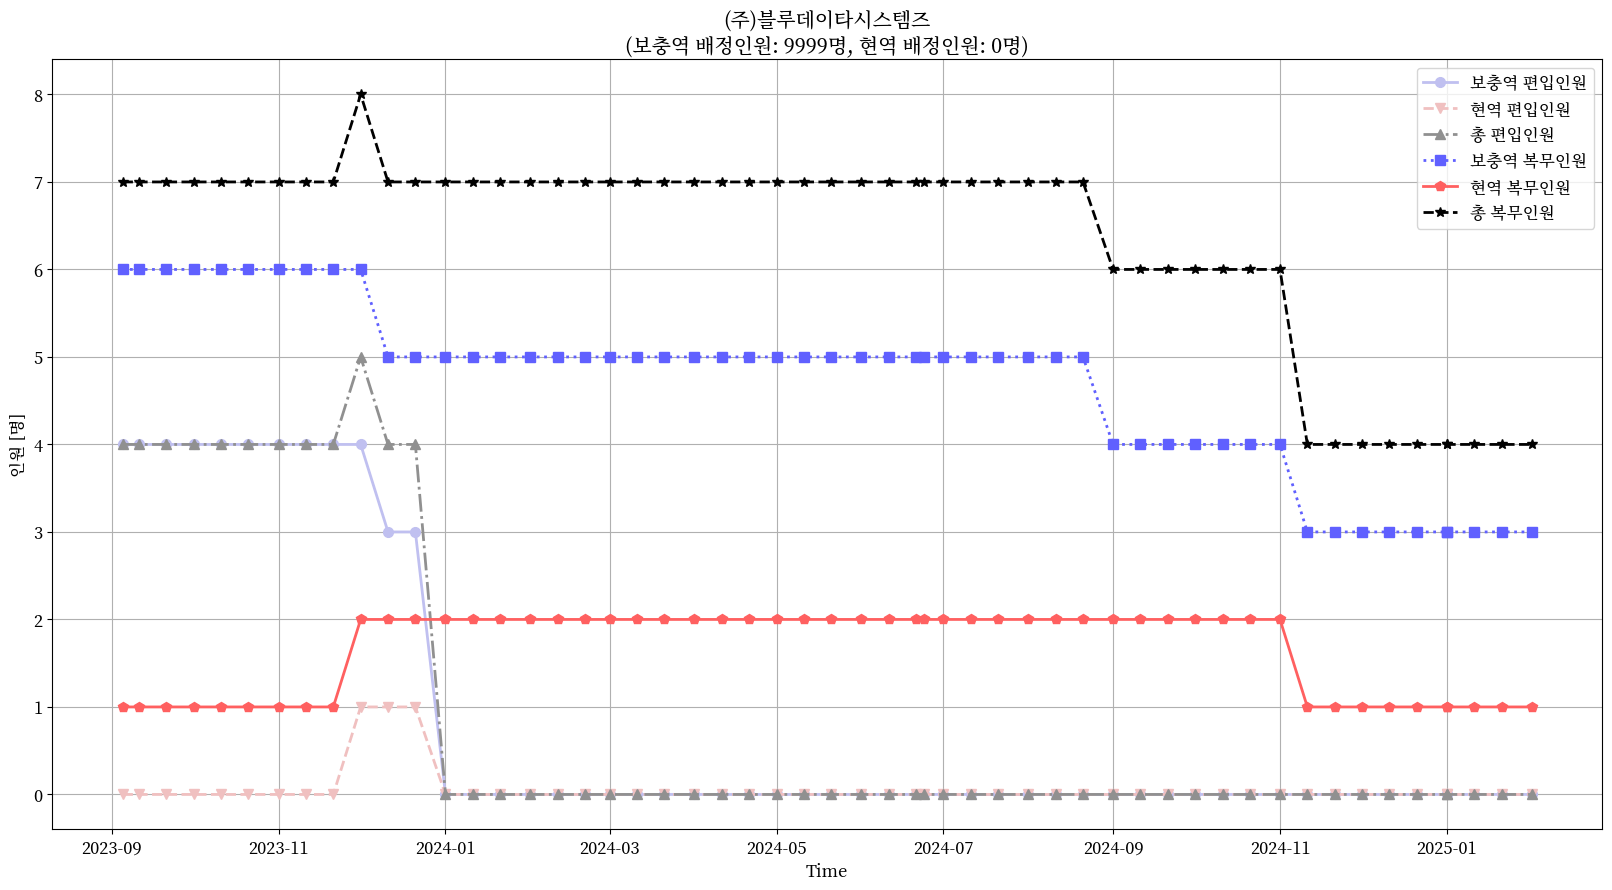 (주)블루데이타시스템즈
(보충역 배정인원: 9999명, 현역 배정인원: 0명)
보충역 편입인원
현역 편입인원
총 편입인원
보충역 복무인원
현역 복무인원
총 복무인원
인원 [명]
8
7
6
5
4
3
2
1
0
2023-09
2023-11
2024-01
2024-03
2024-05
2024-07
2024-09
2024-11
2025-01
Time